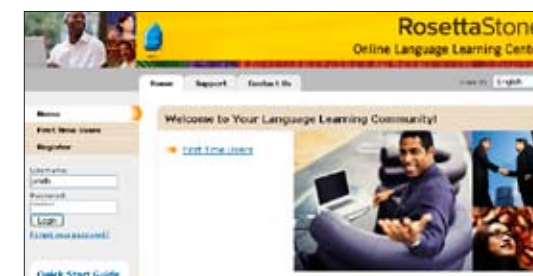 RosettaStone
Online Language Learning Cente
Home Support Contact Us
English
Home
First Time Users
Register
Welcome to Your Language Learning Community!
First Time Users
Username:
Password:
Login
Forgot your password?
Quick Start Guide